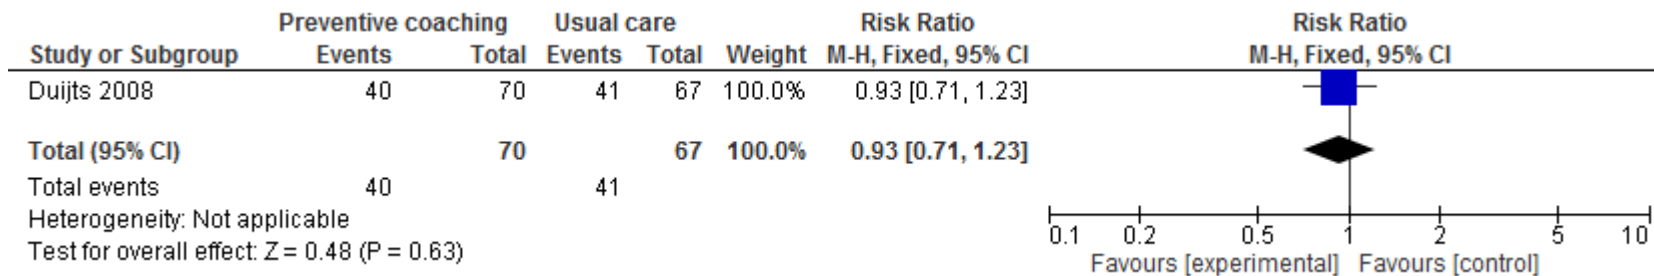 Preventive coaching Usual care Risk Ratio Risk Ratio
Study or Subgroup Events Total Events Total Weight M-H, Fixed, 95% CI M-H, Fixed, 95% CI
Duijts 2008 40 70 41 67 100.0% 0.93 [0.71, 1.23]
Total (95% CI) 70 67 100.0% 0.93 [0.71, 1.23]
Total events 40 41
Heterogeneity: Not applicable
Test for overall effect: Z = 0.48 (P = 0.63)
0.1 0.2 0.5 1 2 5 10
Favours [experimental] Favours [control]